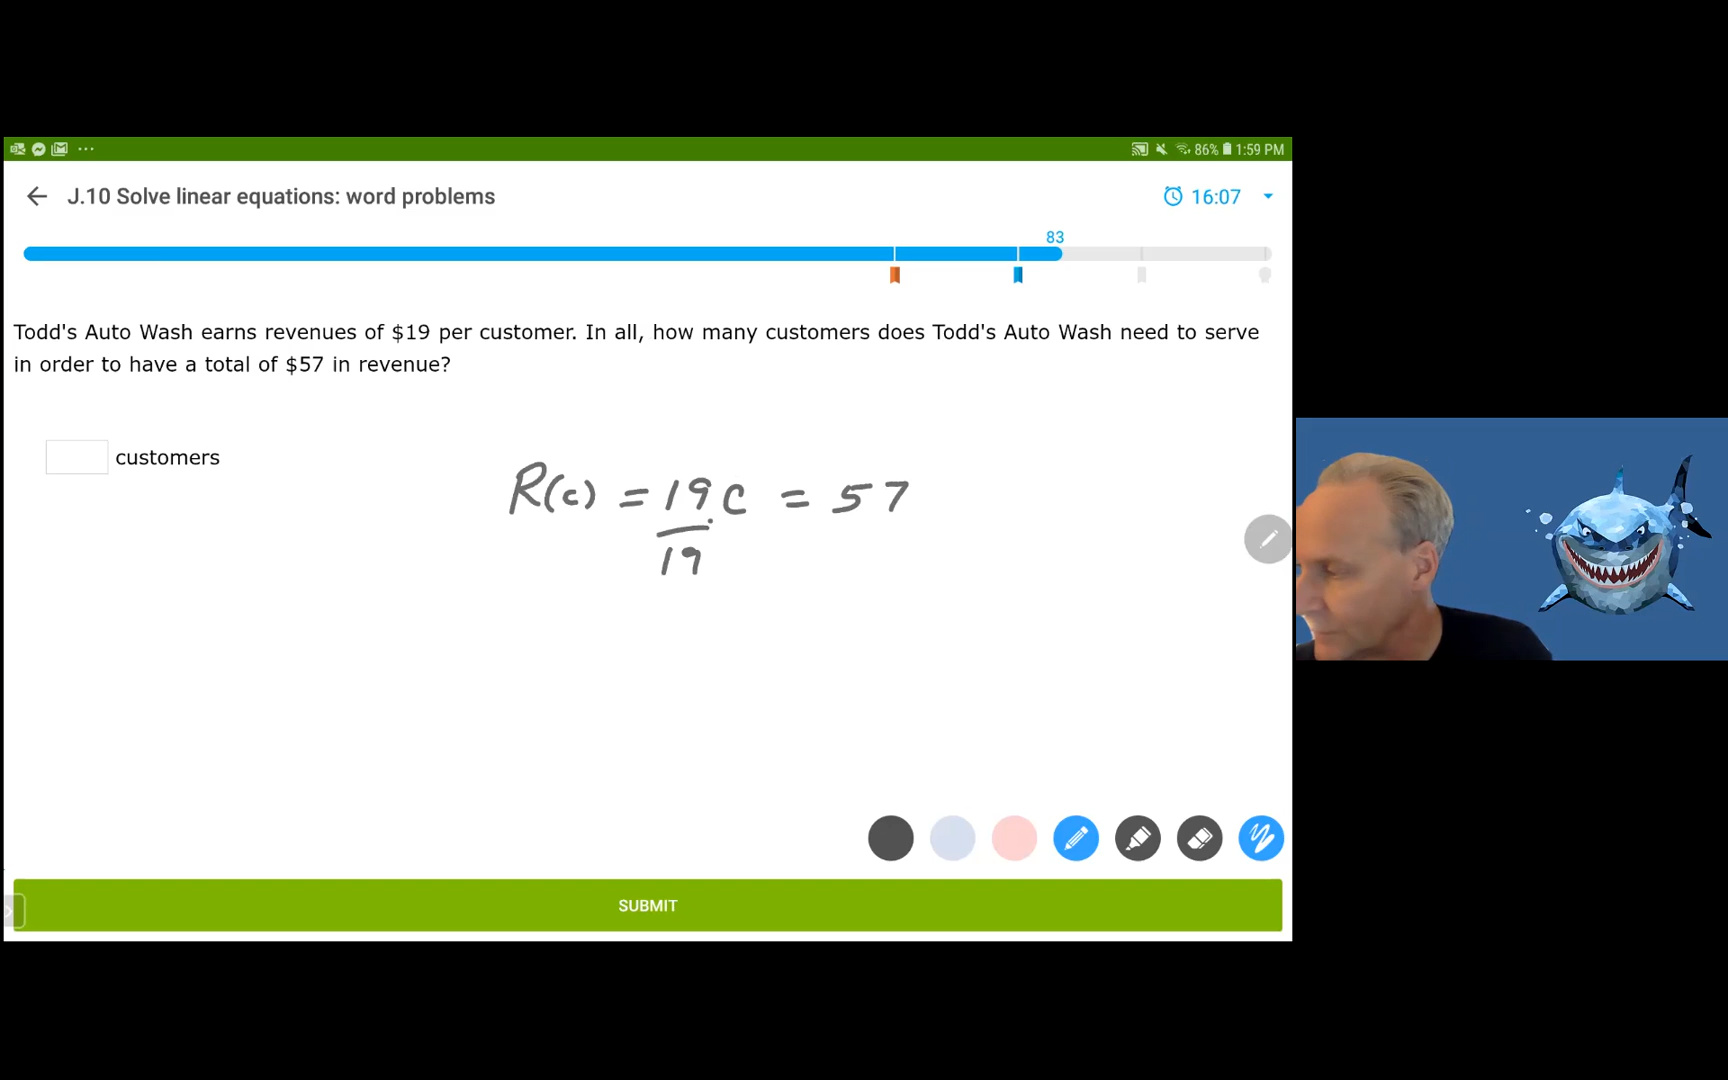 86% 1:59 PM
J.10 Solve linear equations: word problems
16:07
83
Todd's Auto Wash earns revenues of $19 per customer. In all, how many customers does Todd's Auto Wash need to serve
in order to have a total of $57 in revenue?
customers
R(c) = 19c = 57
19
SUBMIT